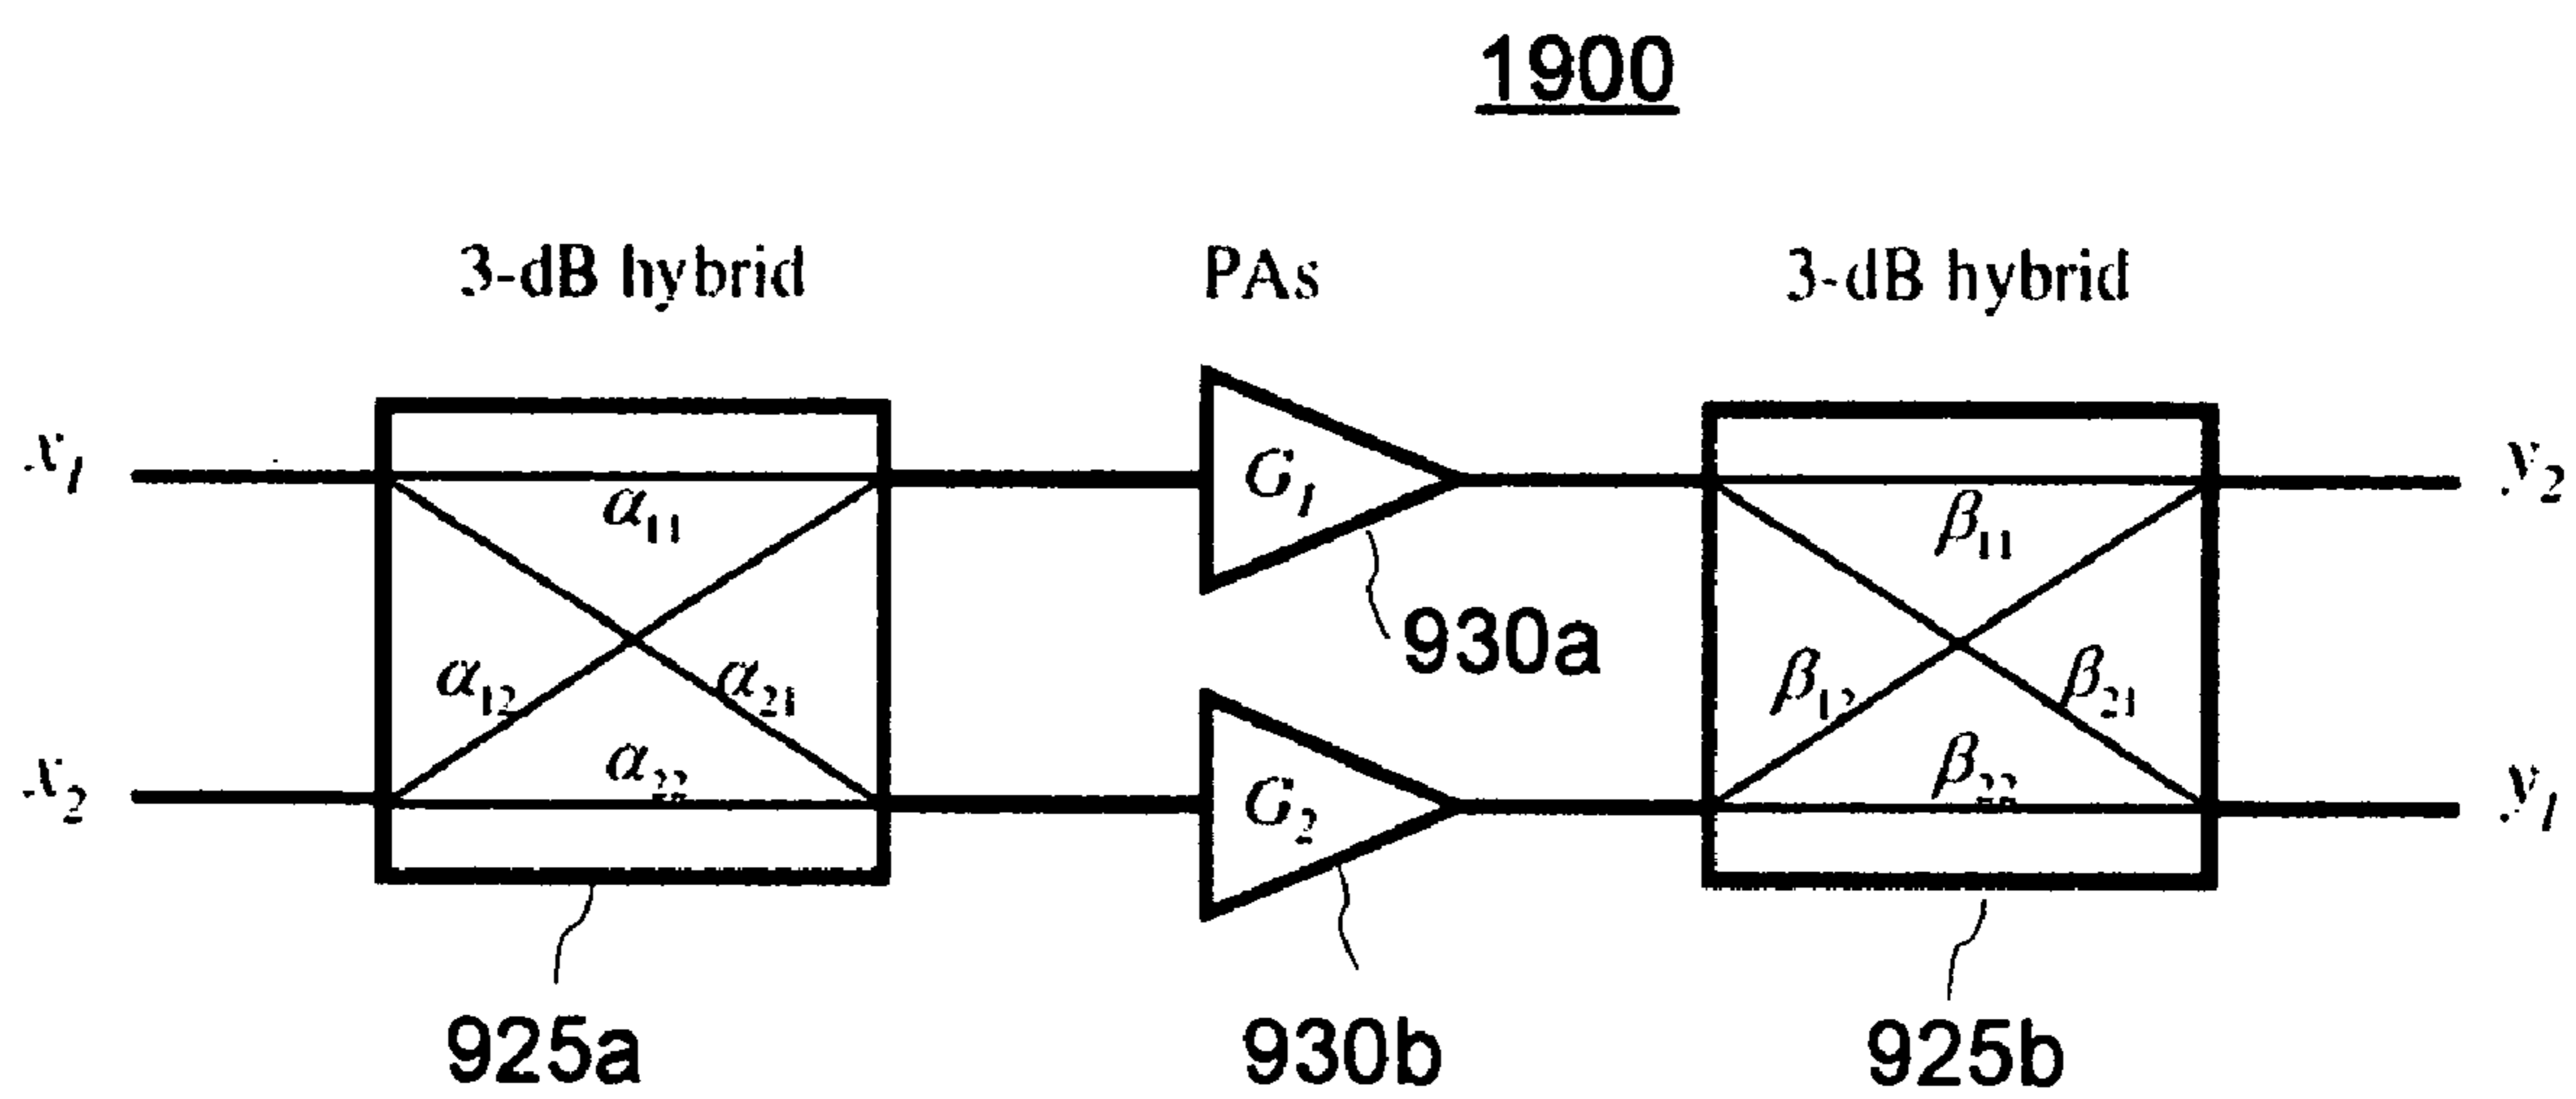 1900
3-dB hybrid PAs 3-dB hybrid
x₁ G₁ y₂
α₁₁ β₁₁
930a
α₁₂ α₂₁ β₁₂ β₂₁
x₂ α₂₂ G₂ β₂₂ y₁
925a 930b 925b